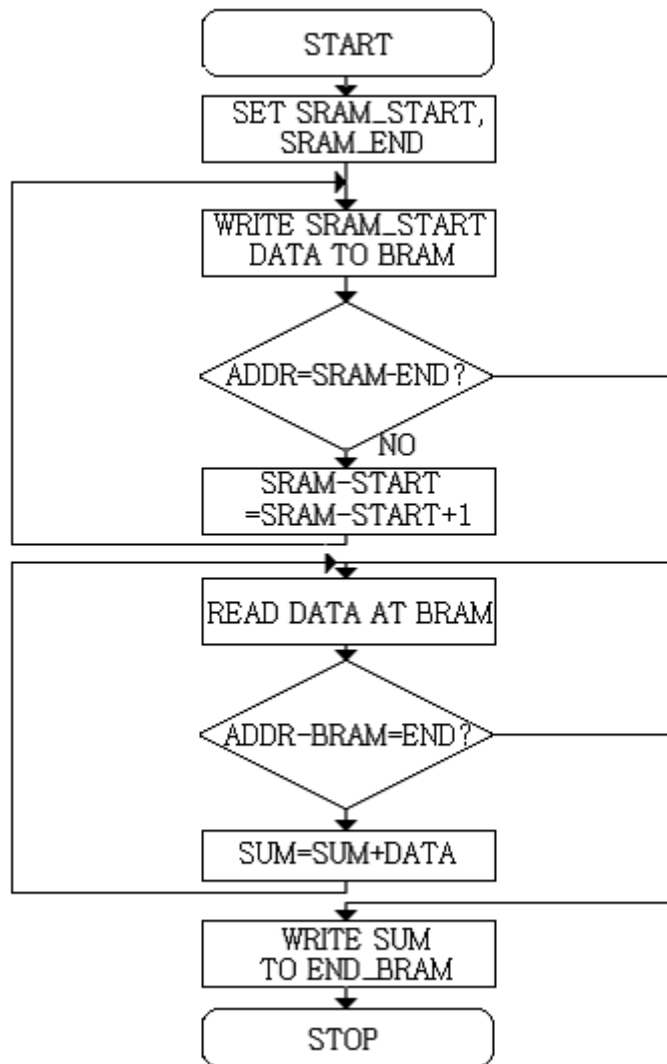 START
SET SRAM_START,
SRAM_END
WRITE SRAM_START
DATA TO BRAM
ADDR=SRAM-END?
NO
SRAM-START
=SRAM-START+1
READ DATA AT BRAM
ADDR-BRAM=END?
SUM=SUM+DATA
WRITE SUM
TO END_BRAM
STOP